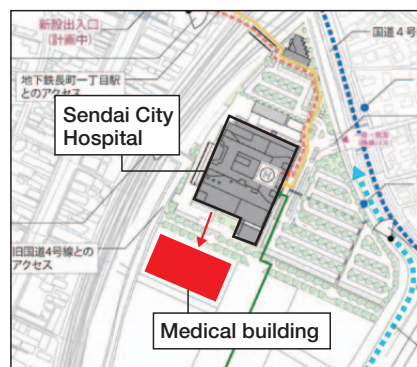 新設出入口
(計画中)
国道4号
地下鉄長町一丁目駅
とのアクセス
Sendai City
Hospital
H
旧国道4号線との
アクセス
Medical building